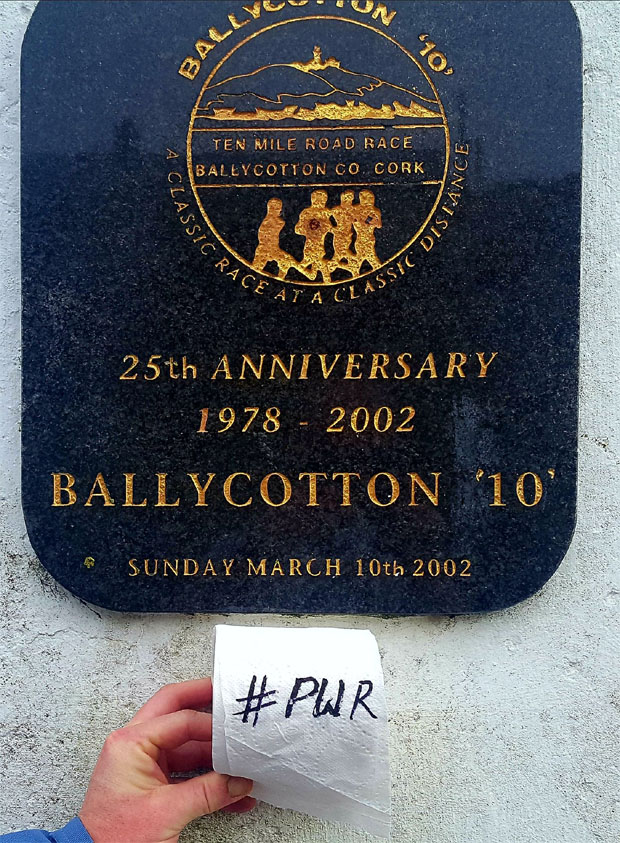 BALLYCOTTON '10'
TEN MILE ROAD RACE
BALLYCOTTON CO. CORK
A CLASSIC RACE AT A CLASSIC DISTANCE
25th ANNIVERSARY
1978 - 2002
BALLYCOTTON '10'
SUNDAY MARCH 10th 2002
#PWR